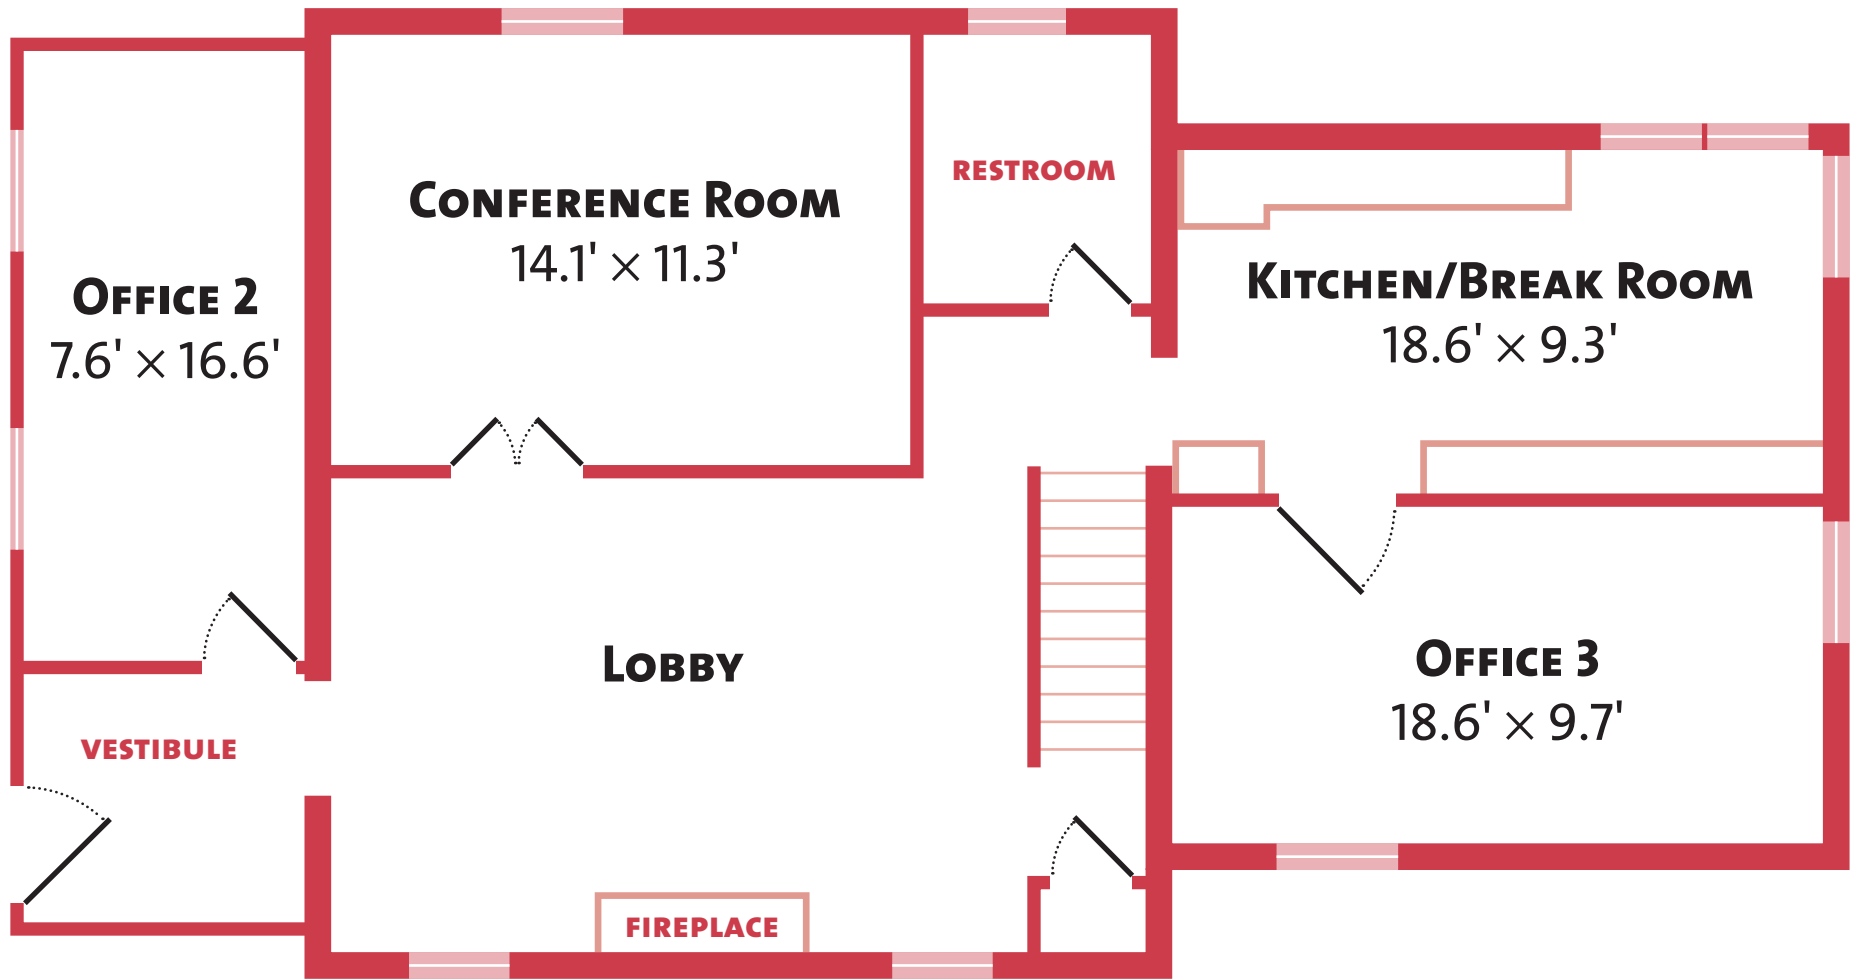 RESTROOM
CONFERENCE ROOM
14.1' × 11.3'
KITCHEN/BREAK ROOM
18.6' × 9.3'
OFFICE 2
7.6' × 16.6'
LOBBY
OFFICE 3
18.6' × 9.7'
VESTIBULE
FIREPLACE